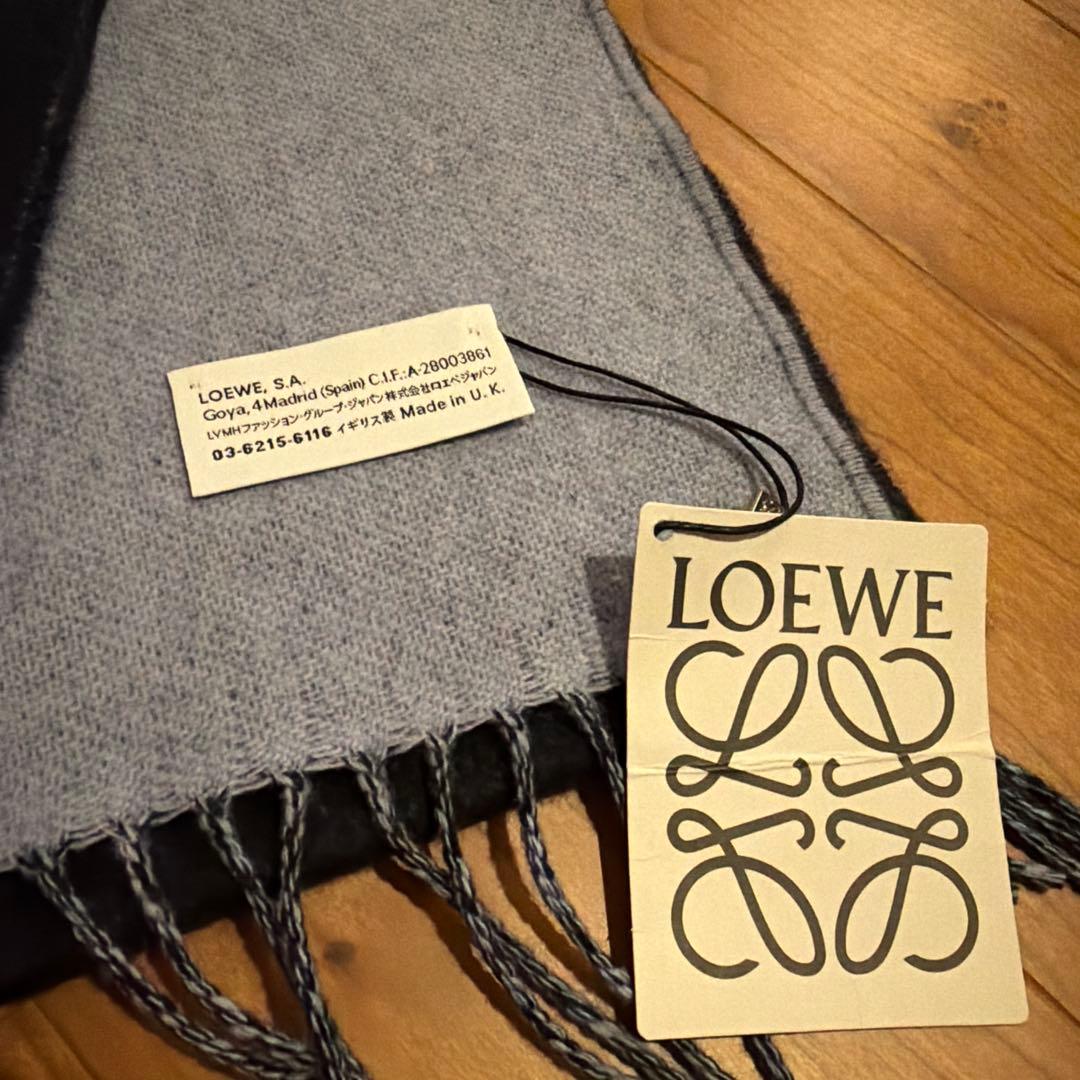 LOEWE, S.A.
Goya, 4 Madrid (Spain) C.I.F.: A-28003861
LVMHファッション・グループ・ジャパン株式会社ロエベジャパン
03-6215-6116 イギリス製 Made in U.K.
LOEWE